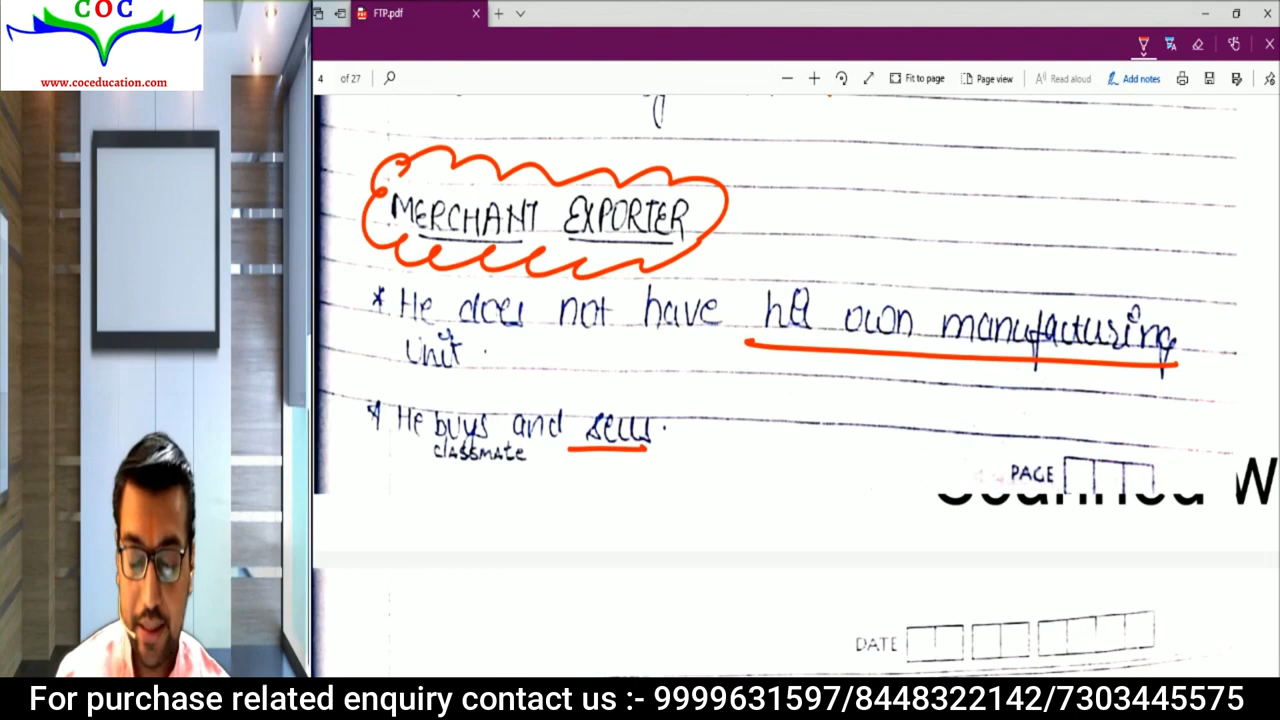 COC
www.coceducation.com
FTP.pdf
4 of 27
Fit to page
Page view
Read aloud
Add notes
MERCHANT EXPORTER
* He does not have his own manufacturing
Unit.
* He buys and sells.
classmate
PAGE
Scanned W
DATE
For purchase related enquiry contact us :- 9999631597/8448322142/7303445575